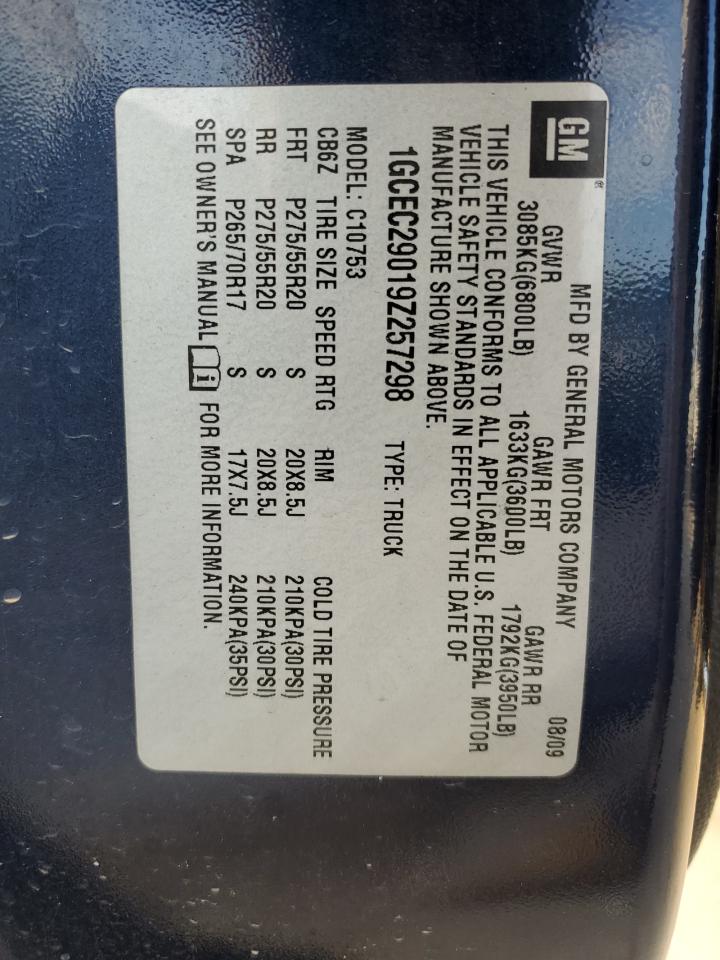 GM®
MFD BY GENERAL MOTORS COMPANY 08/09
GVWR GAWR FRT GAWR RR
3085KG(6800LB) 1633KG(3600LB) 1792KG(3950LB)
THIS VEHICLE CONFORMS TO ALL APPLICABLE U.S. FEDERAL MOTOR
VEHICLE SAFETY STANDARDS IN EFFECT ON THE DATE OF
MANUFACTURE SHOWN ABOVE.
1GCEC29019Z257298 TYPE: TRUCK
MODEL: C10753
CB6Z TIRE SIZE SPEED RTG RIM COLD TIRE PRESSURE
FRT P275/55R20 S 20X8.5J 210KPA(30PSI)
RR P275/55R20 S 20X8.5J 210KPA(30PSI)
SPA P265/70R17 S 17X7.5J 240KPA(35PSI)
SEE OWNER'S MANUAL i FOR MORE INFORMATION.